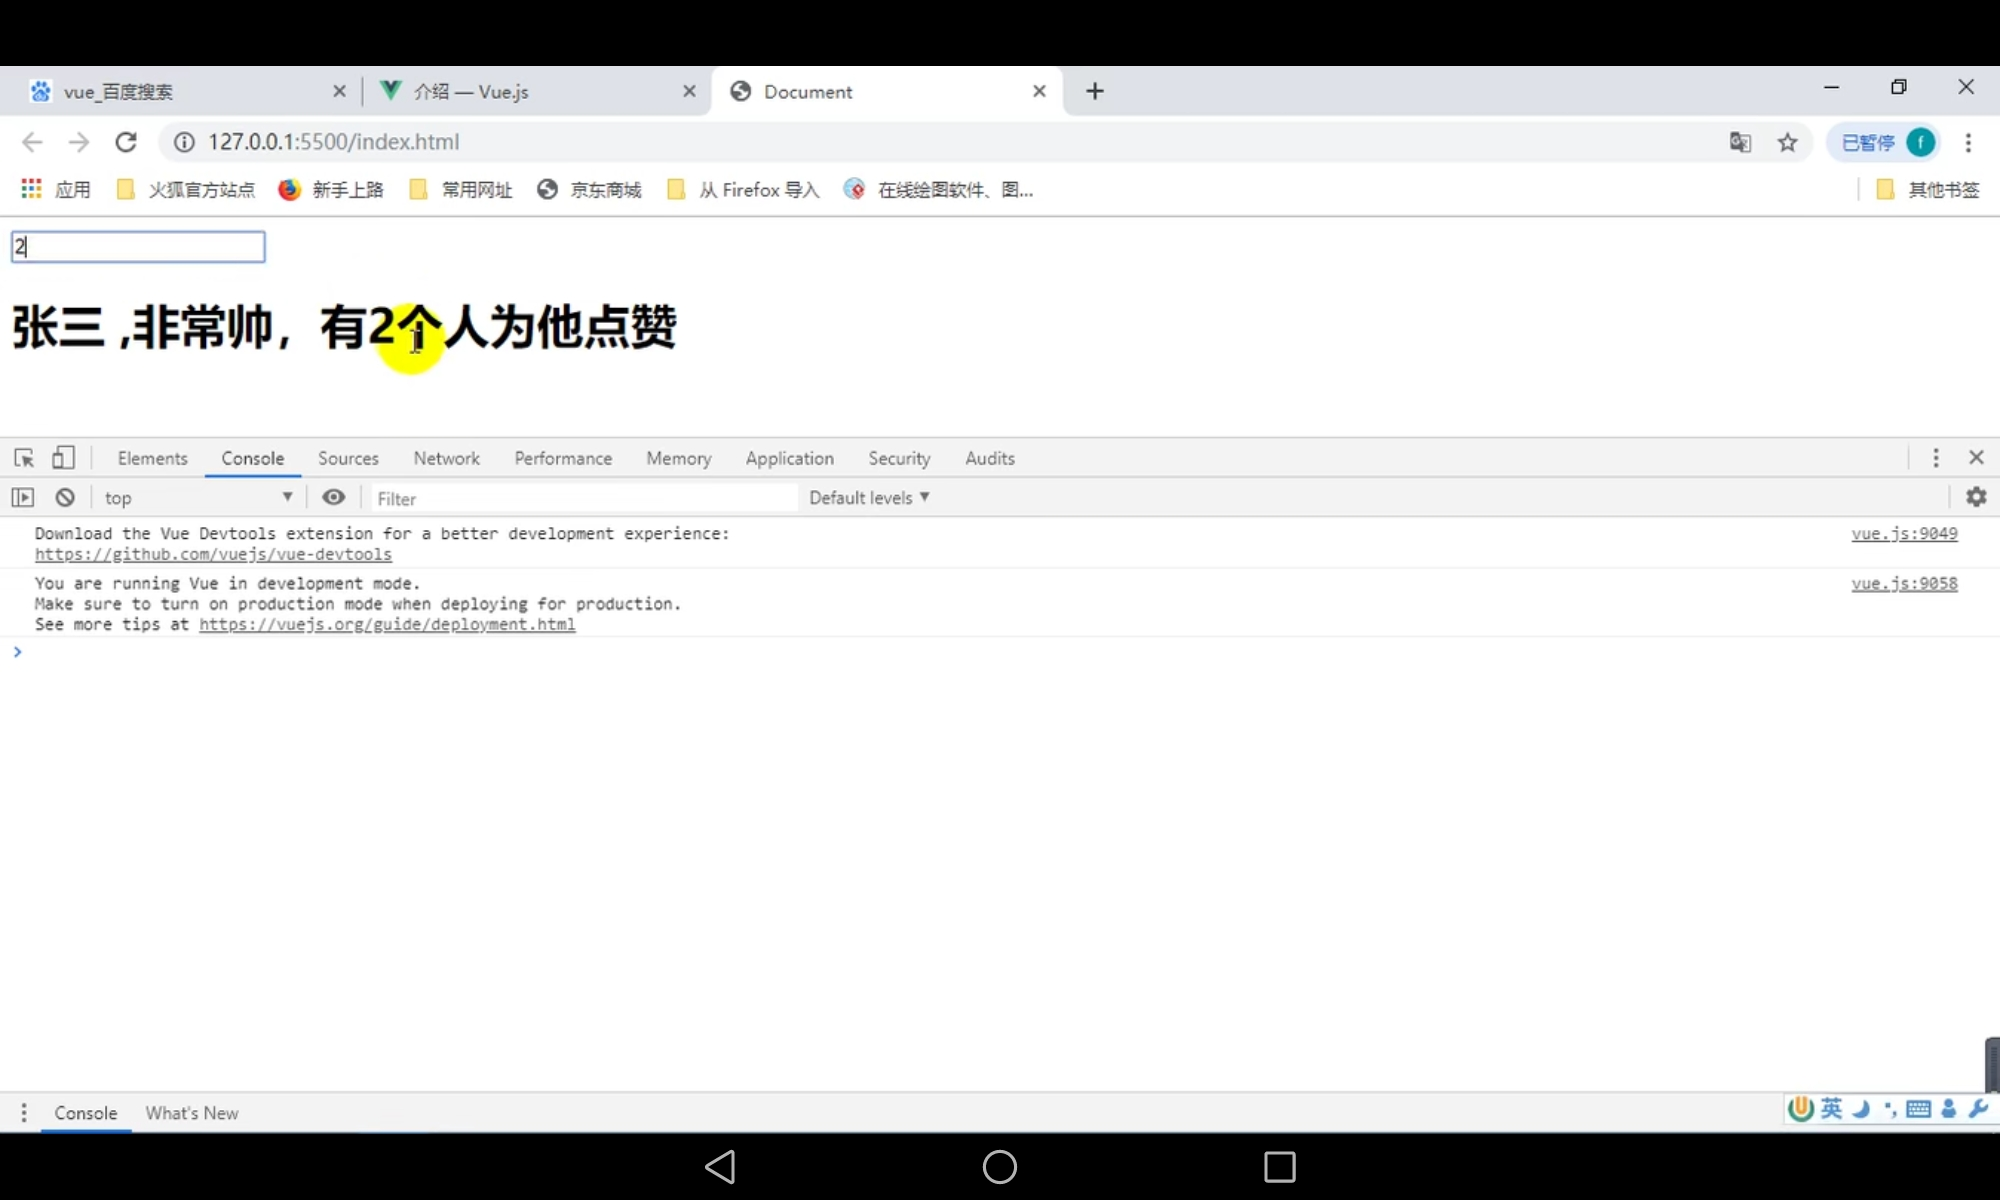 vue_百度搜索
介绍 — Vue.js
Document
127.0.0.1:5500/index.html
已暂停 f
应用 火狐官方站点 新手上路 常用网址 京东商城 从 Firefox 导入 在线绘图软件、图... 其他书签
2
张三 ,非常帅，有2个人为他点赞
Elements Console Sources Network Performance Memory Application Security Audits
top Filter Default levels
Download the Vue Devtools extension for a better development experience: vue.js:9049
https://github.com/vuejs/vue-devtools
You are running Vue in development mode. vue.js:9058
Make sure to turn on production mode when deploying for production.
See more tips at https://vuejs.org/guide/deployment.html
Console What's New
英